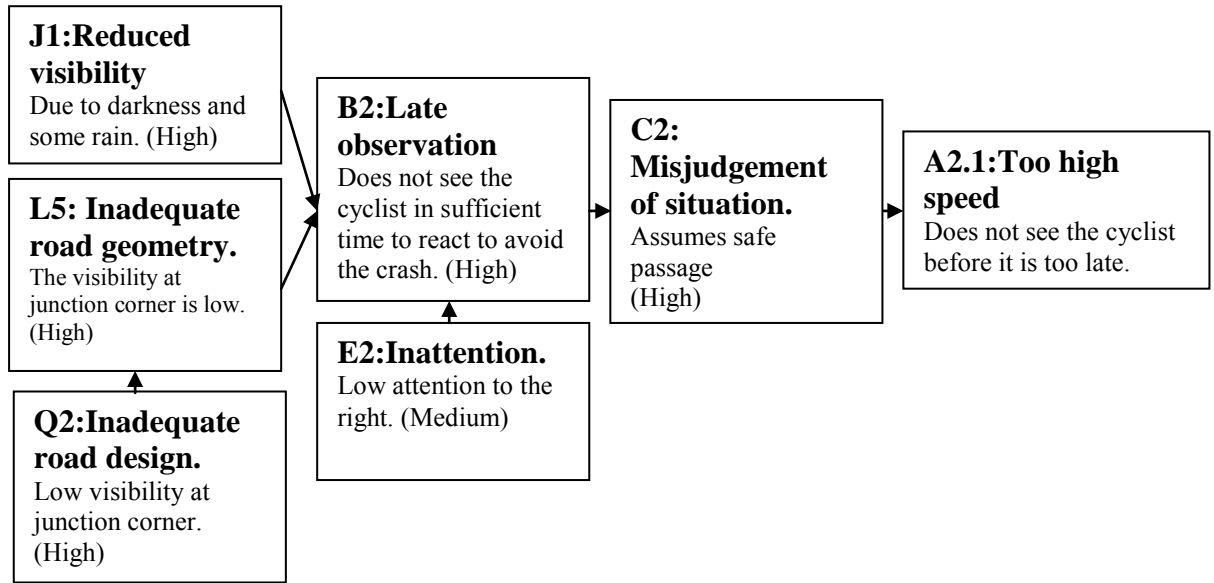 J1:Reduced
visibility
Due to darkness and
some rain. (High)
L5: Inadequate
road geometry.
The visibility at
junction corner is low.
(High)
Q2:Inadequate
road design.
Low visibility at
junction corner.
(High)
B2:Late
observation
Does not see the
cyclist in sufficient
time to react to avoid
the crash. (High)
E2:Inattention.
Low attention to the
right. (Medium)
C2:
Misjudgement
of situation.
Assumes safe
passage
(High)
A2.1:Too high
speed
Does not see the cyclist
before it is too late.